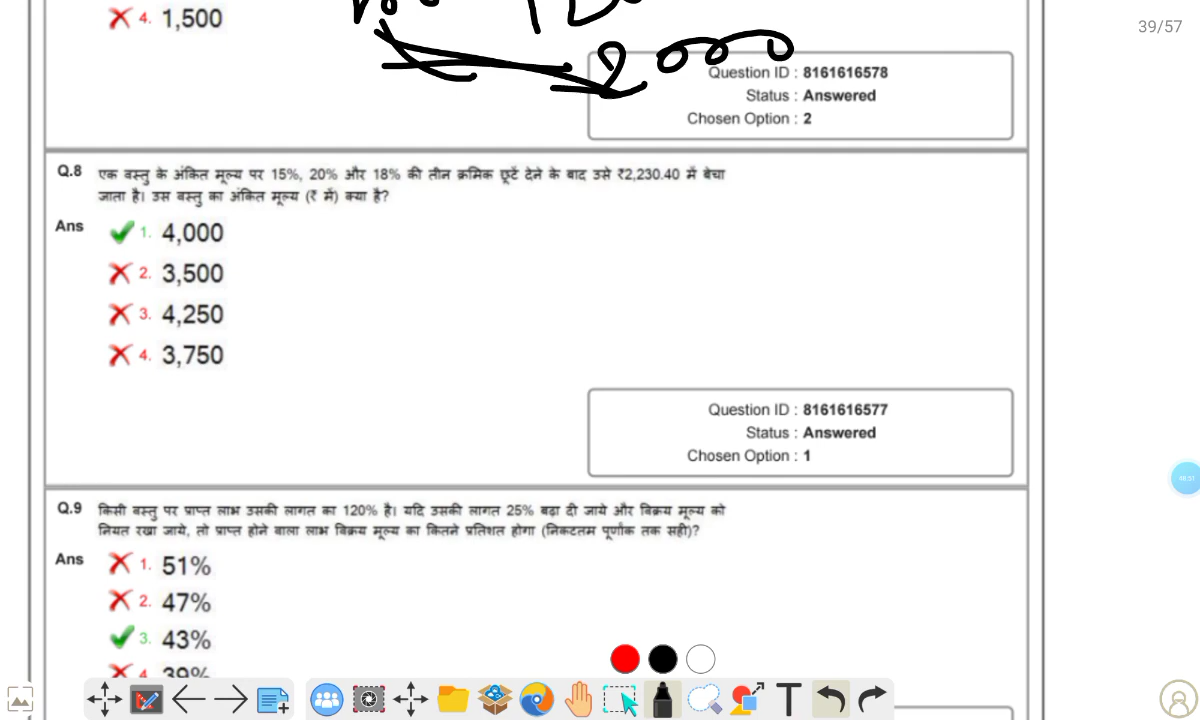 4. 1,500
2000
39/57
Question ID : 8161616578
Status : Answered
Chosen Option : 2
Q.8 एक वस्तु के अंकित मूल्य पर 15%, 20% और 18% की तीन क्रमिक छूटें देने के बाद उसे ₹2,230.40 में बेचा
जाता है। उस वस्तु का अंकित मूल्य (₹ में) क्या है?
Ans
1. 4,000
2. 3,500
3. 4,250
4. 3,750
Question ID : 8161616577
Status : Answered
Chosen Option : 1
Q.9 किसी वस्तु पर प्राप्त लाभ उसकी लागत का 120% है। यदि उसकी लागत 25% बढ़ा दी जाये और विक्रय मूल्य को
नियत रखा जाये, तो प्राप्त होने वाला लाभ विक्रय मूल्य का कितने प्रतिशत होगा (निकटतम पूर्णांक तक सही)?
Ans
1. 51%
2. 47%
3. 43%
4. 39%
T